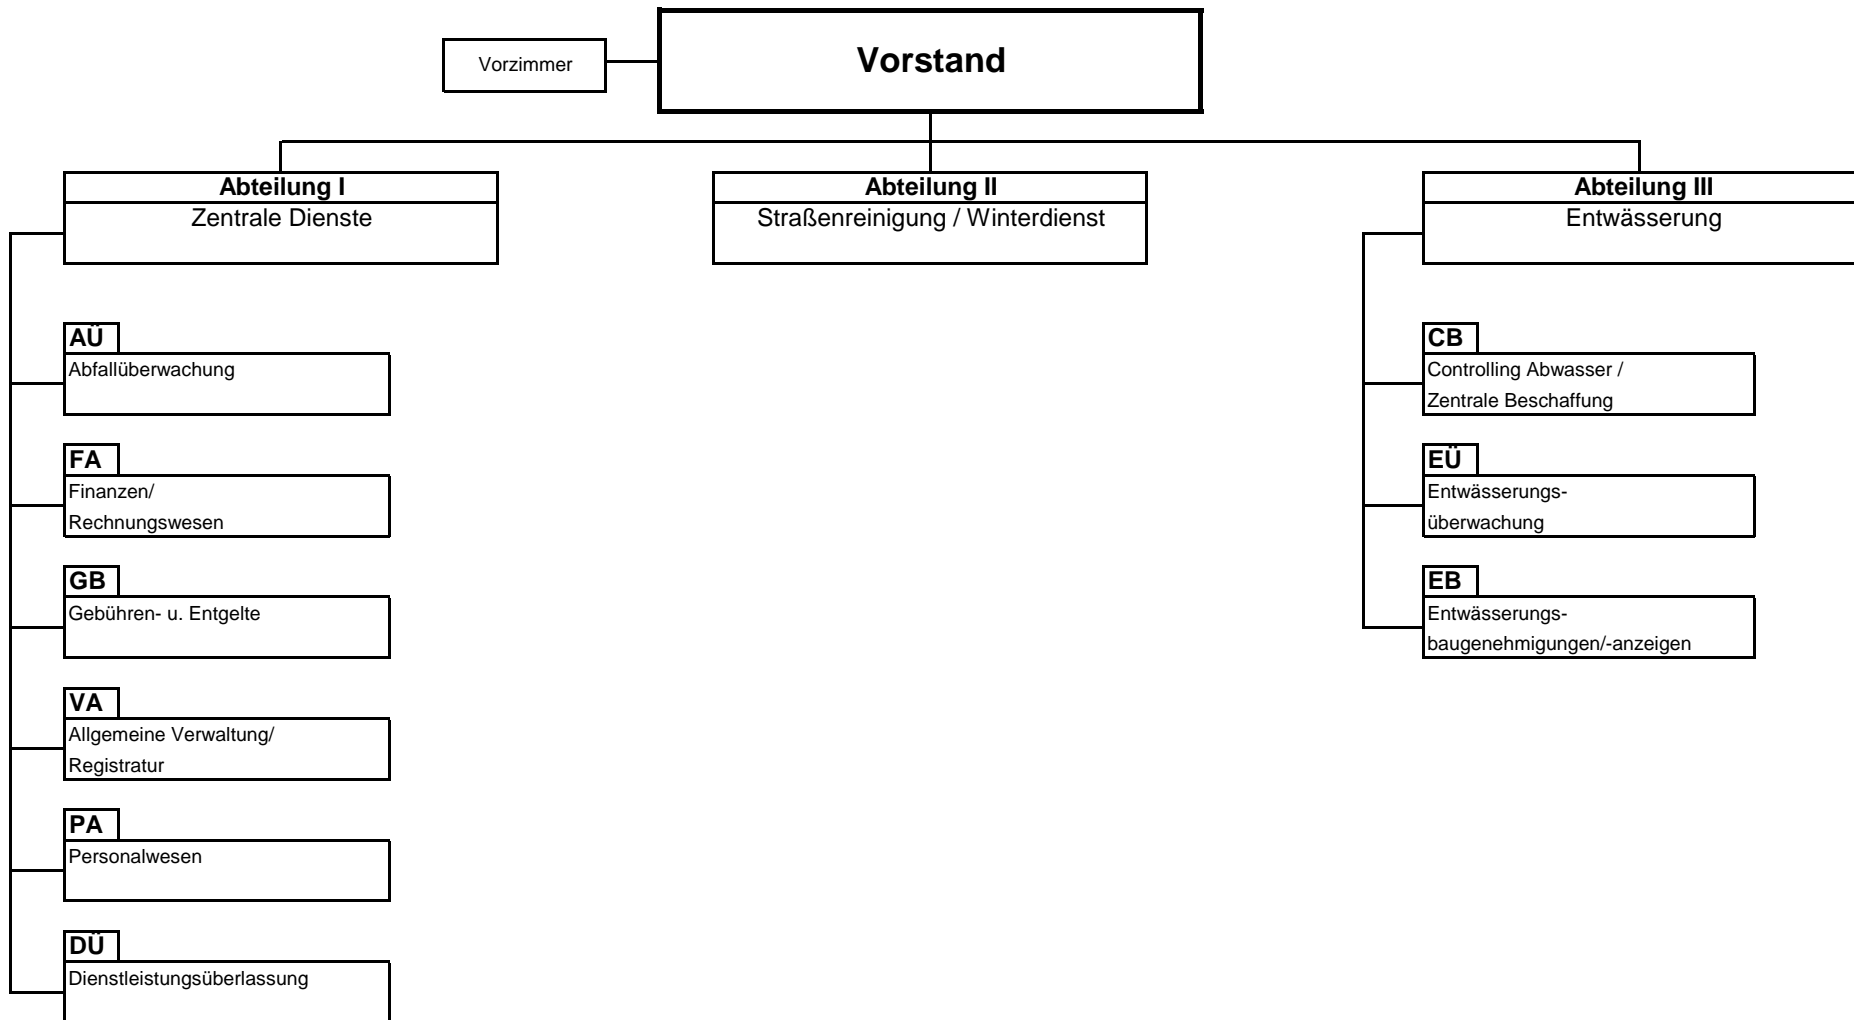 Vorstand
Vorzimmer
Abteilung I
Zentrale Dienste
Abteilung II
Straßenreinigung / Winterdienst
Abteilung III
Entwässerung
AÜ
Abfallüberwachung
FA
Finanzen/
Rechnungswesen
GB
Gebühren- u. Entgelte
VA
Allgemeine Verwaltung/
Registratur
PA
Personalwesen
DÜ
Dienstleistungsüberlassung
CB
Controlling Abwasser /
Zentrale Beschaffung
EÜ
Entwässerungs-
überwachung
EB
Entwässerungs-
baugenehmigungen/-anzeigen